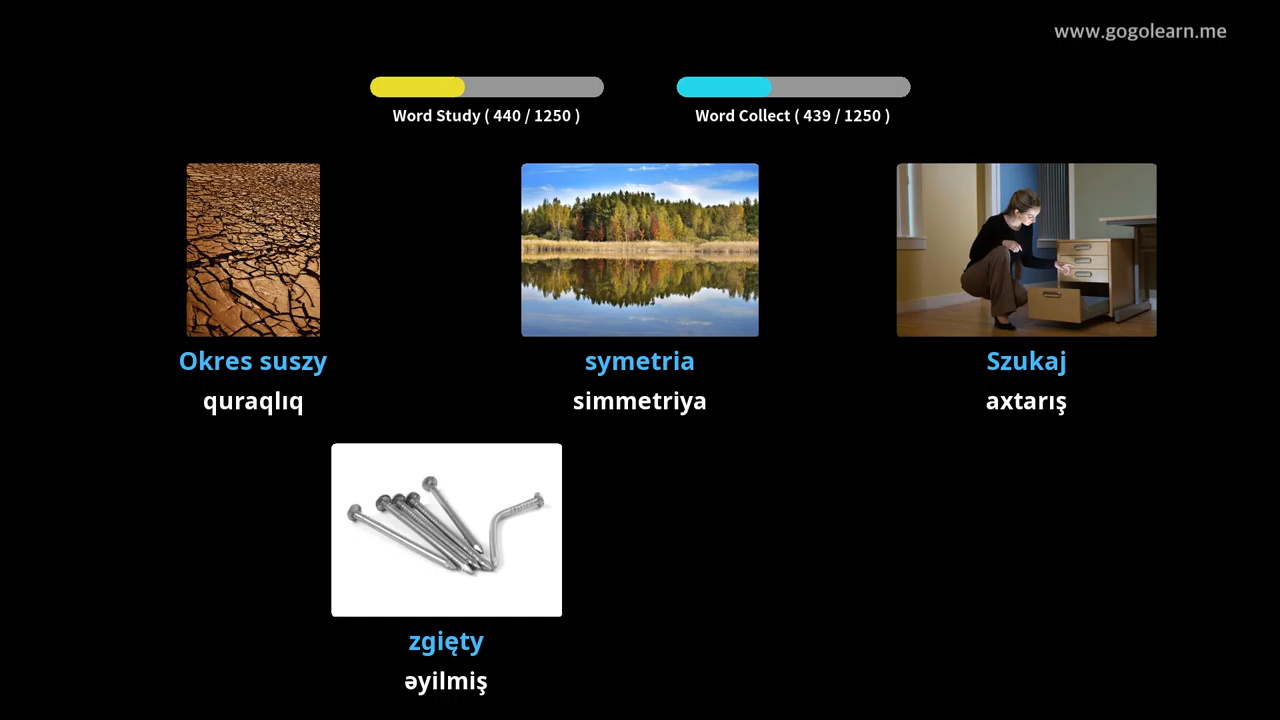 www.gogolearn.me
Word Study ( 440 / 1250 )
Word Collect ( 439 / 1250 )
Okres suszy
quraqlıq
symetria
simmetriya
Szukaj
axtarış
zgięty
əyilmiş